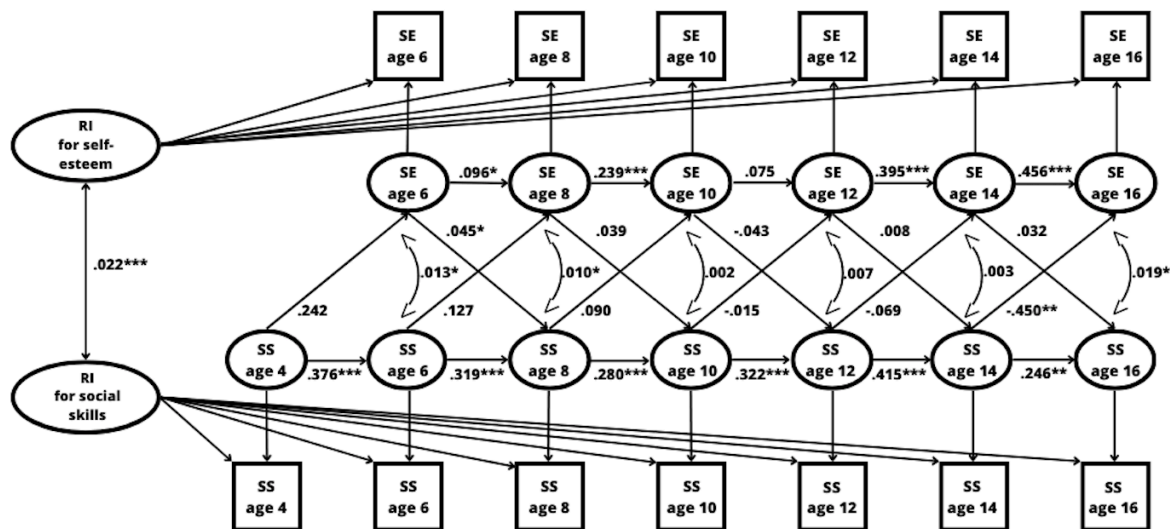 SE
age 6
SE
age 8
SE
age 10
SE
age 12
SE
age 14
SE
age 16
RI
for self-
esteem
SE
age 6
.096*
SE
age 8
.239***
SE
age 10
.075
SE
age 12
.395***
SE
age 14
.456***
SE
age 16
.045*
.039
-.043
.008
.032
.022***
.013*
.010*
.002
.007
.003
.019*
.242
.127
.090
-.015
-.069
-.450**
SS
age 4
.376***
SS
age 6
.319***
SS
age 8
.280***
SS
age 10
.322***
SS
age 12
.415***
SS
age 14
.246**
SS
age 16
RI
for social
skills
SS
age 4
SS
age 6
SS
age 8
SS
age 10
SS
age 12
SS
age 14
SS
age 16